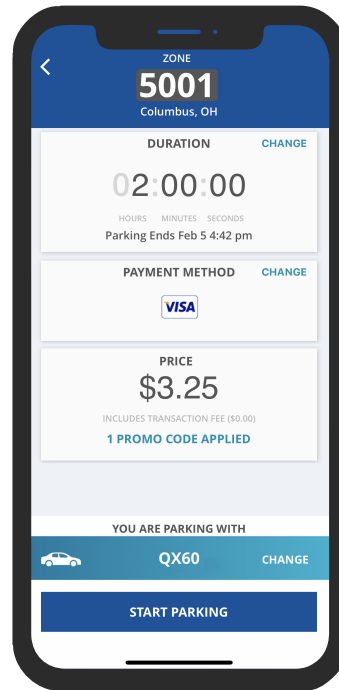 ZONE
5001
Columbus, OH
DURATION CHANGE
02:00:00
HOURS MINUTES SECONDS
Parking Ends Feb 5 4:42 pm
PAYMENT METHOD CHANGE
VISA
PRICE
$3.25
INCLUDES TRANSACTION FEE ($0.00)
1 PROMO CODE APPLIED
YOU ARE PARKING WITH
QX60 CHANGE
START PARKING